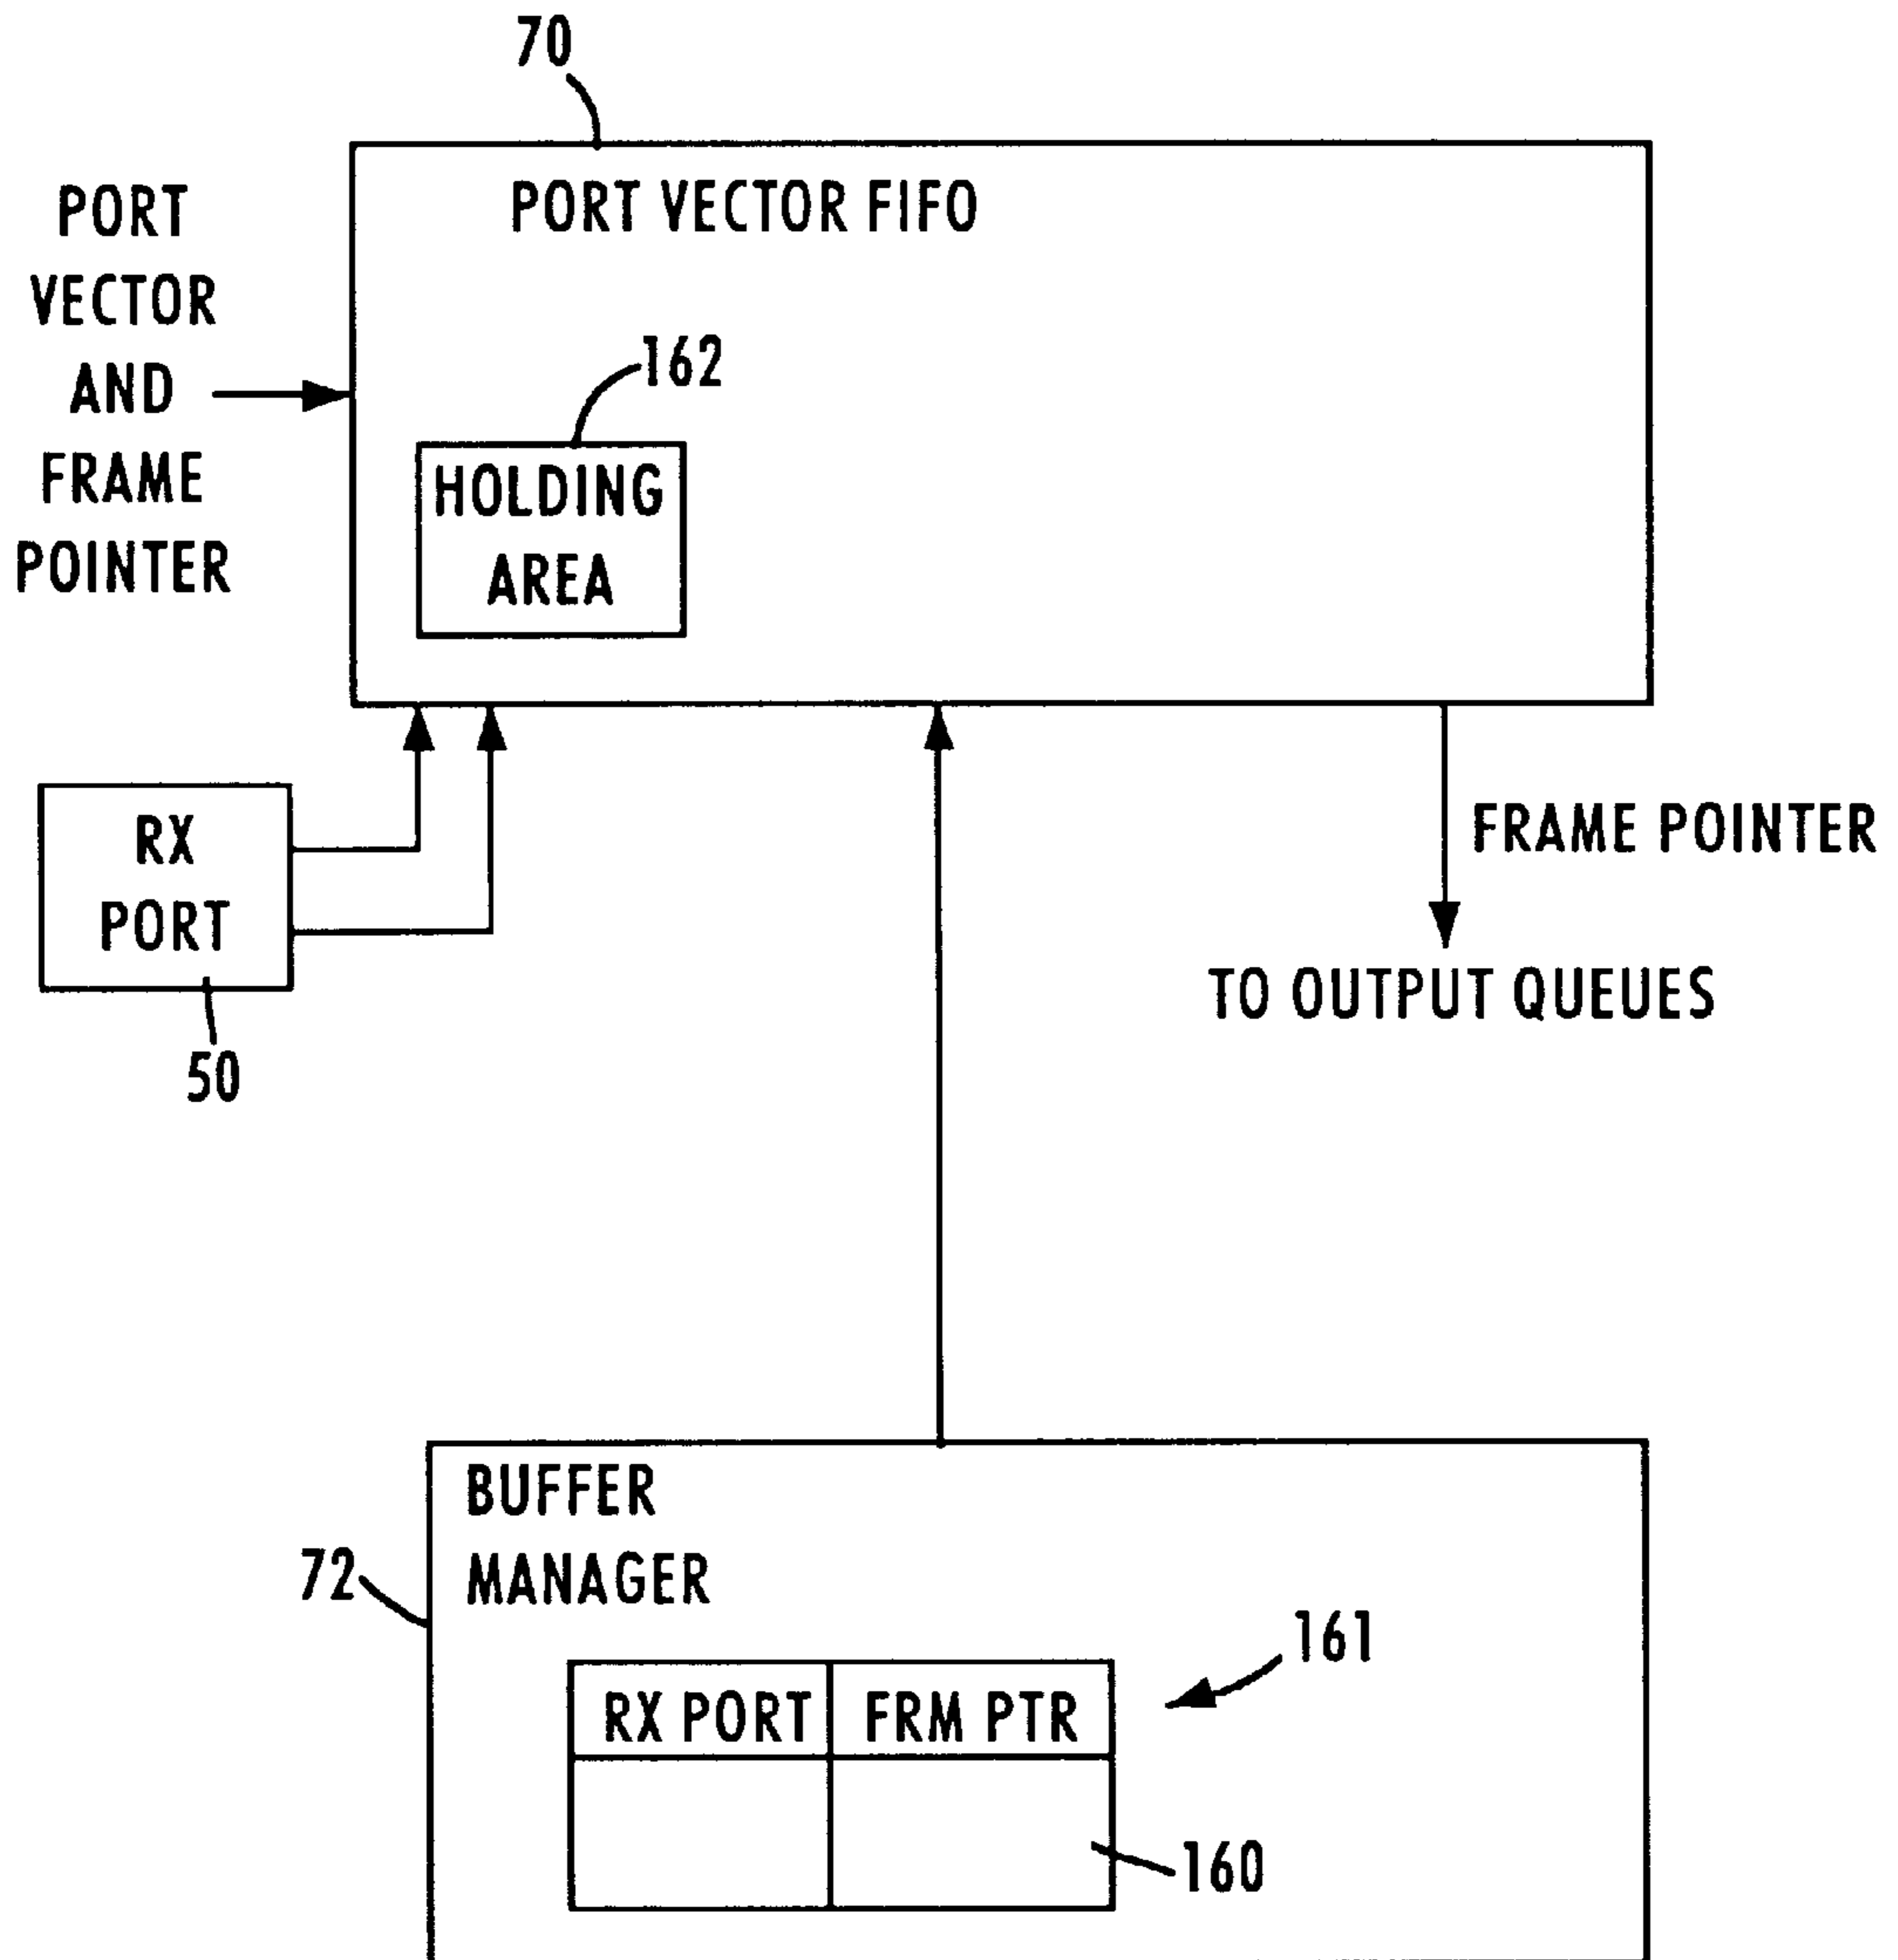 70
PORT
VECTOR
AND
FRAME
POINTER
PORT VECTOR FIFO
162
HOLDING
AREA
RX
PORT
50
FRAME POINTER
TO OUTPUT QUEUES
BUFFER
MANAGER
72
161
RX PORT FRM PTR
160